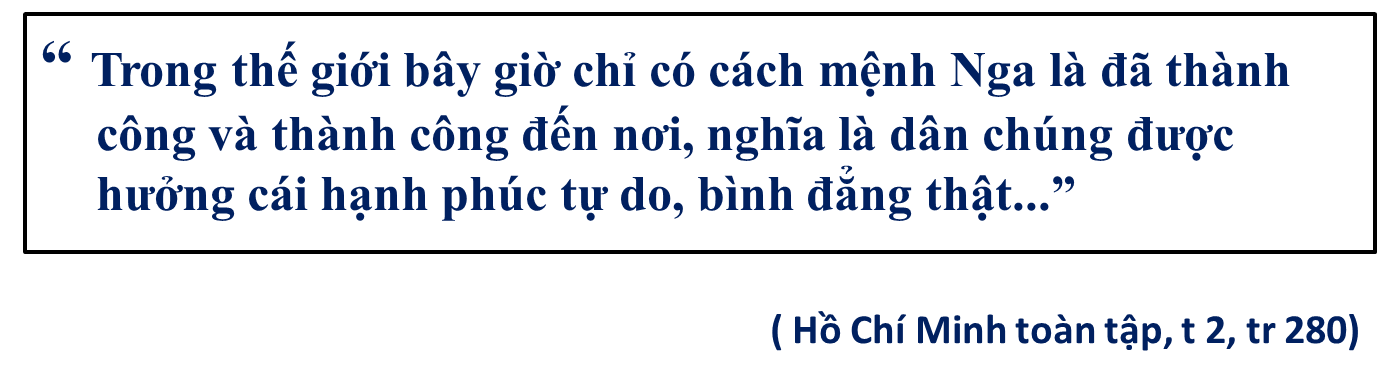 “ Trong thế giới bây giờ chỉ có cách mệnh Nga là đã thành
công và thành công đến nơi, nghĩa là dân chúng được
hưởng cái hạnh phúc tự do, bình đẳng thật...”
( Hồ Chí Minh toàn tập, t 2, tr 280)